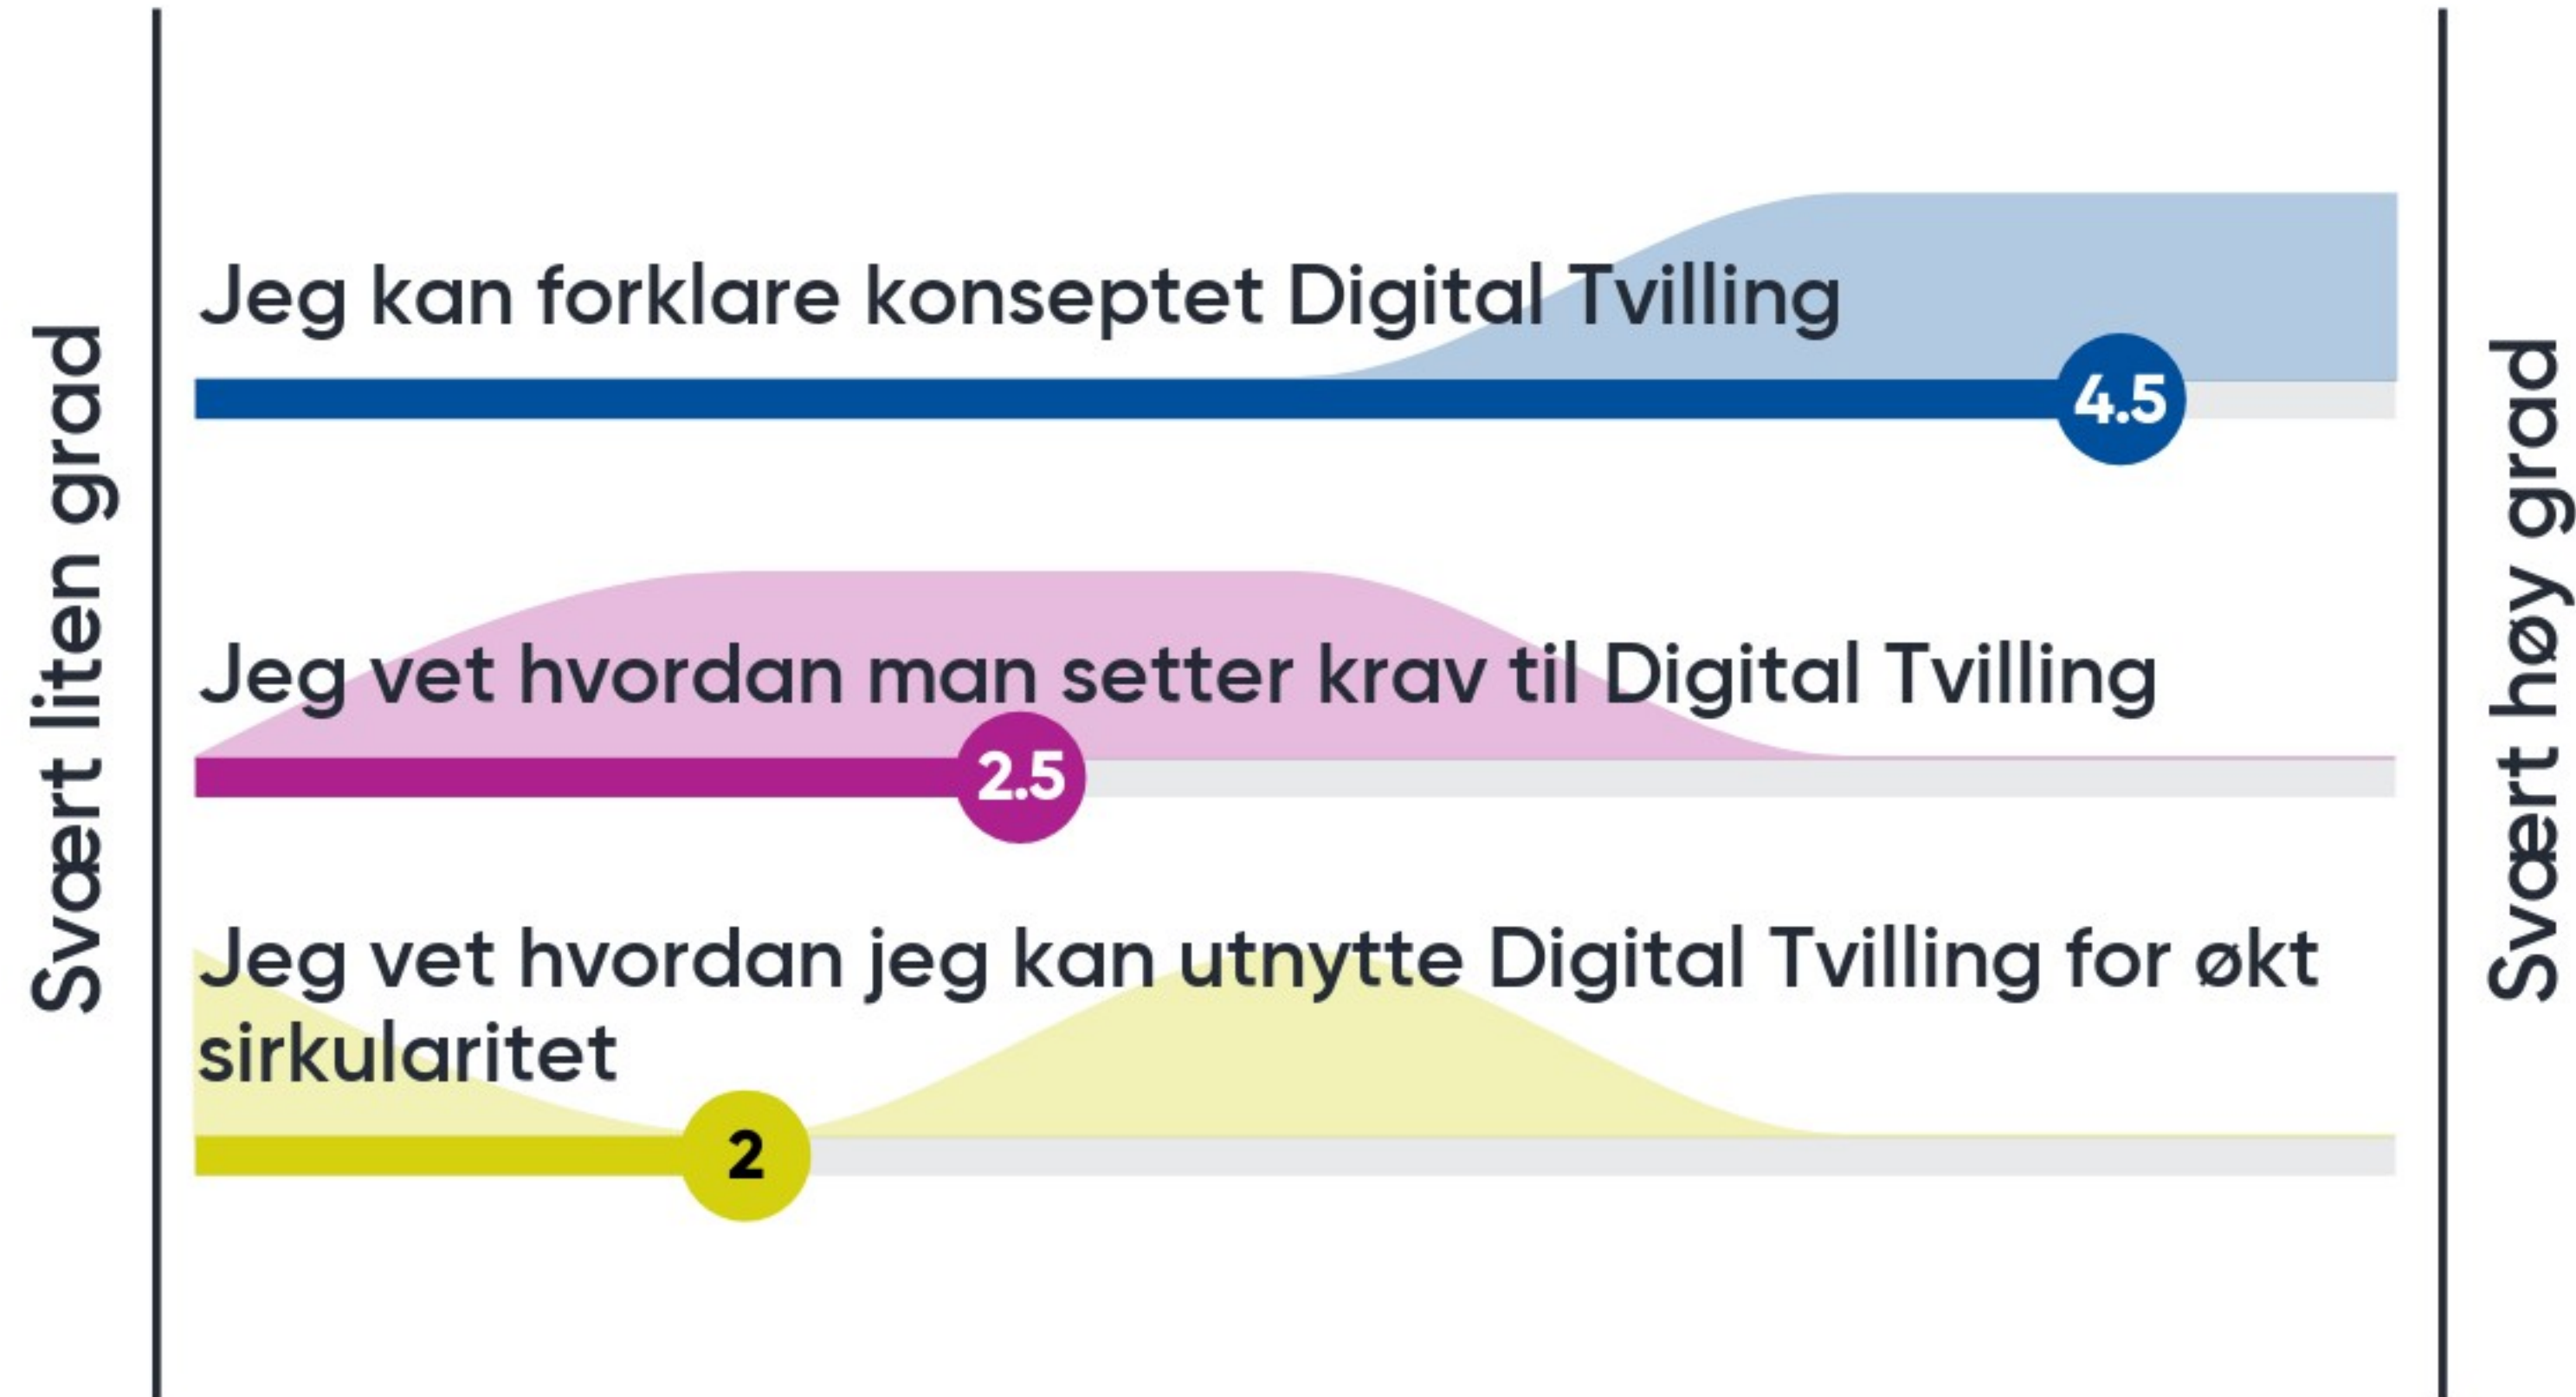 Svært liten grad
Jeg kan forklare konseptet Digital Tvilling
4.5
Jeg vet hvordan man setter krav til Digital Tvilling
2.5
Jeg vet hvordan jeg kan utnytte Digital Tvilling for økt
sirkularitet
2
Svært høy grad